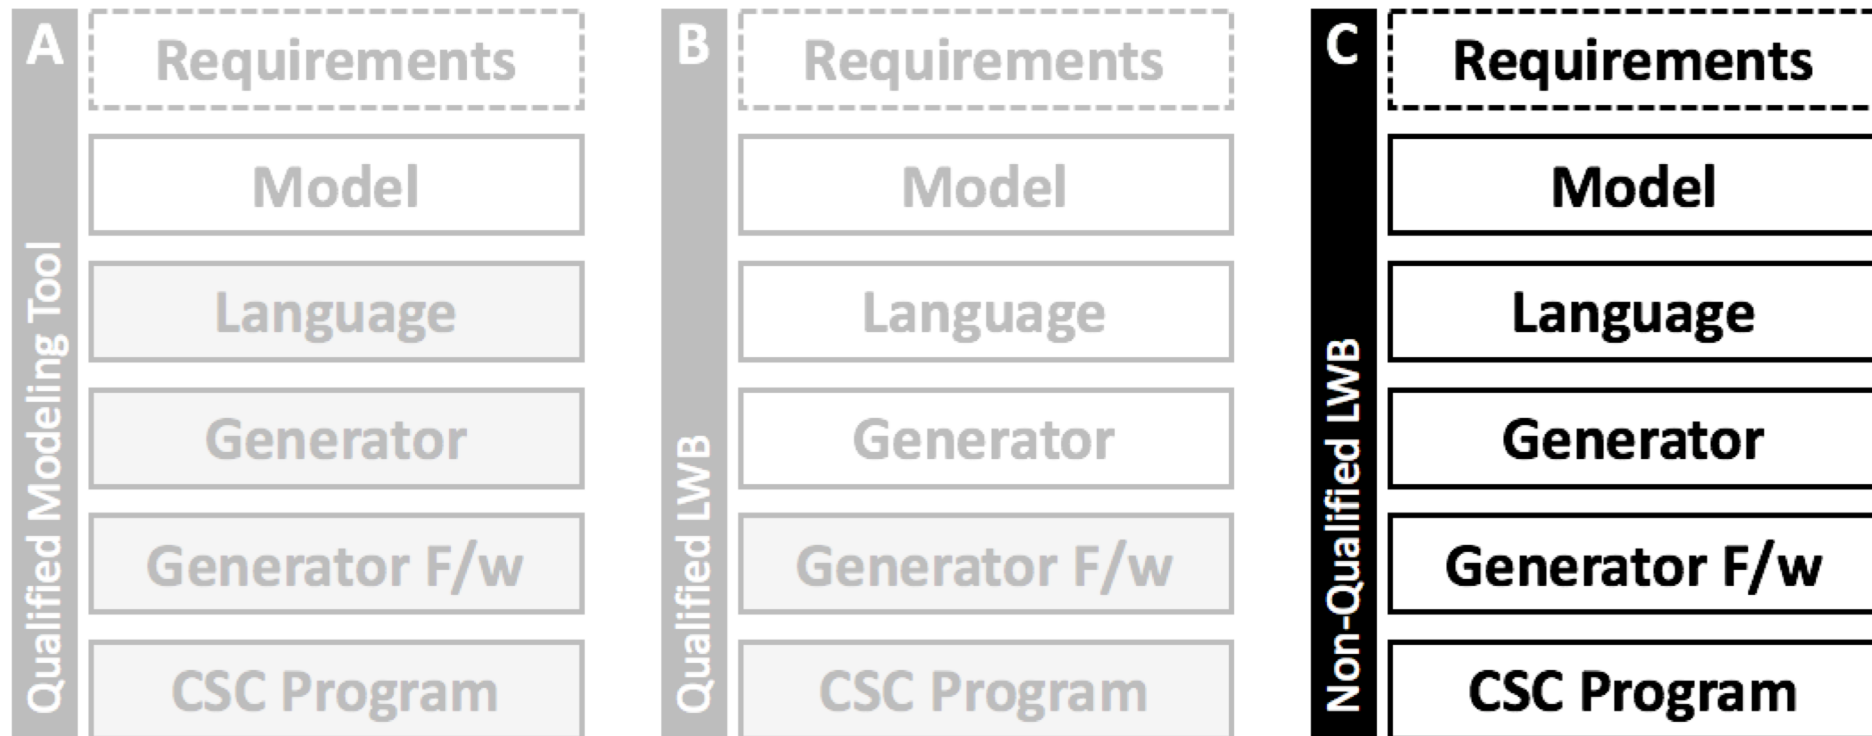 A
Qualified Modeling Tool
Requirements
Model
Language
Generator
Generator F/w
CSC Program
B
Qualified LWB
Requirements
Model
Language
Generator
Generator F/w
CSC Program
C
Non-Qualified LWB
Requirements
Model
Language
Generator
Generator F/w
CSC Program